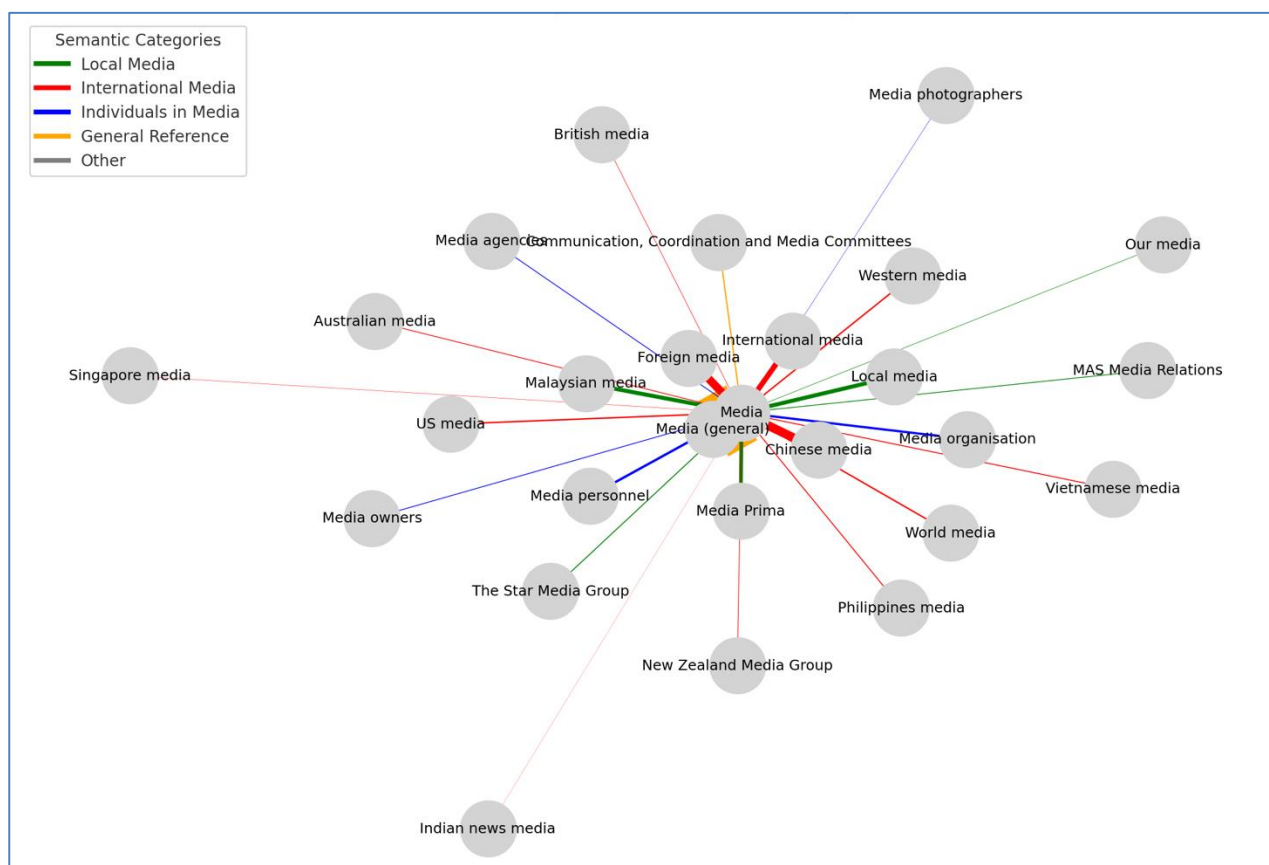 Semantic Categories
Local Media
International Media
Individuals in Media
General Reference
Other
Media photographers
British media
Media agencies
Communication, Coordination and Media Committees
Our media
Western media
Australian media
International media
Foreign media
Singapore media
Malaysian media
Local media
MAS Media Relations
Media
US media
Media (general)
Media organisation
Chinese media
Vietnamese media
Media personnel
Media owners
Media Prima
World media
The Star Media Group
Philippines media
New Zealand Media Group
Indian news media